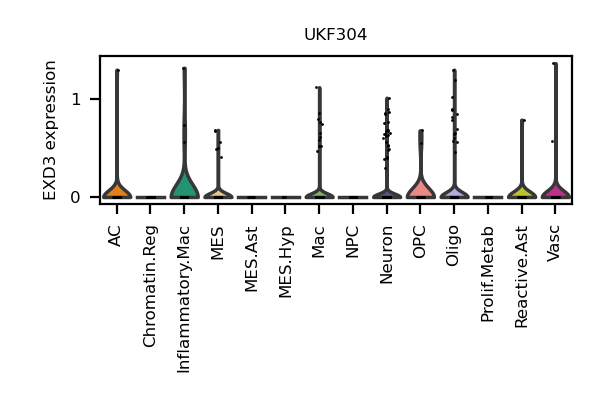 UKF304
EXD3 expression
1
0
AC
Chromatin.Reg
Inflammatory.Mac
MES
MES.Ast
MES.Hyp
Mac
NPC
Neuron
OPC
Oligo
Prolif.Metab
Reactive.Ast
Vasc